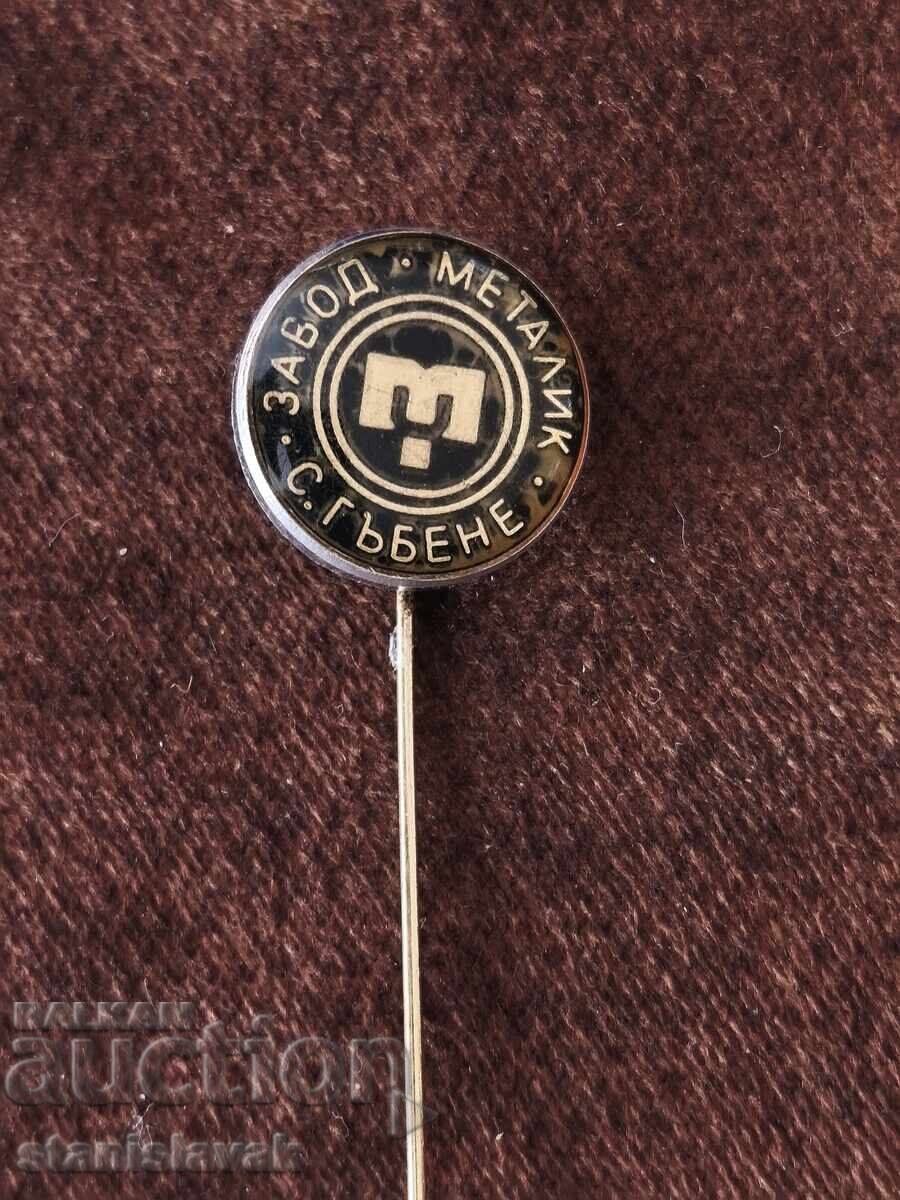 ЗАВОД · МЕТАЛИК ·
С. ГЪБЕНЕ ·
BALKAN
auction
stanislavak